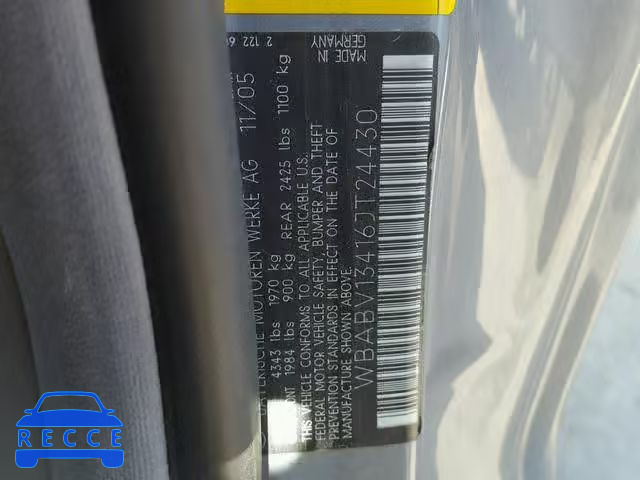 BAYERISCHE MOTOREN WERKE AG 11/05
4343 lbs 1970 kg
1984 lbs 900 kg REAR 2425 lbs 1100 kg
THIS VEHICLE CONFORMS TO ALL APPLICABLE U.S.
FEDERAL MOTOR VEHICLE SAFETY, BUMPER AND THEFT
PREVENTION STANDARDS IN EFFECT ON THE DATE OF
MANUFACTURE SHOWN ABOVE
WBABV13416JT24430
MADE IN
GERMANY
RECCE